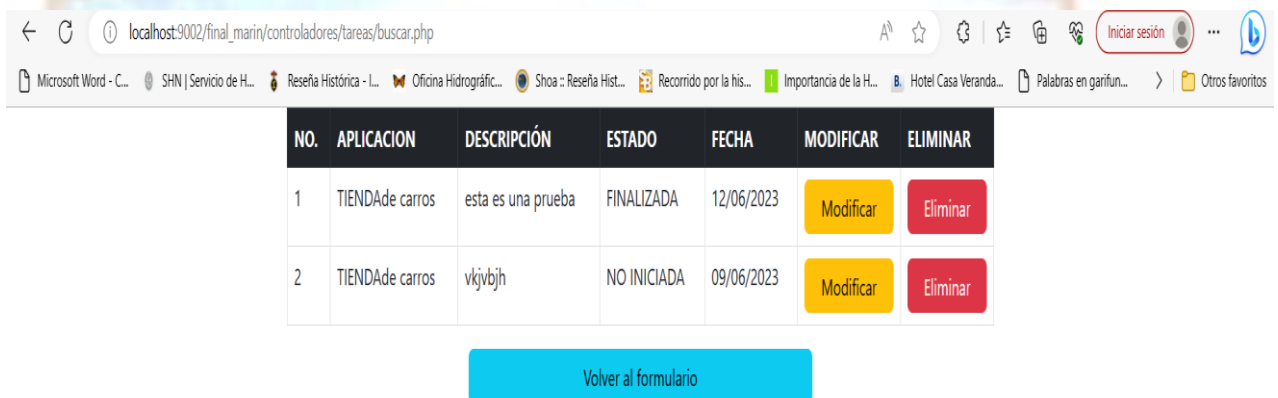 localhost:9002/final_marin/controladores/tareas/buscar.php
Iniciar sesión
Microsoft Word - C... SHN | Servicio de H... Reseña Histórica - I... Oficina Hidrográfic... Shoa :: Reseña Hist... Recorrido por la his... Importancia de la H... Hotel Casa Veranda... Palabras en garifun... Otros favoritos
NO. APLICACION DESCRIPCIÓN ESTADO FECHA MODIFICAR ELIMINAR
1 TIENDAde carros esta es una prueba FINALIZADA 12/06/2023 Modificar Eliminar
2 TIENDAde carros vkjvbjh NO INICIADA 09/06/2023 Modificar Eliminar
Volver al formulario